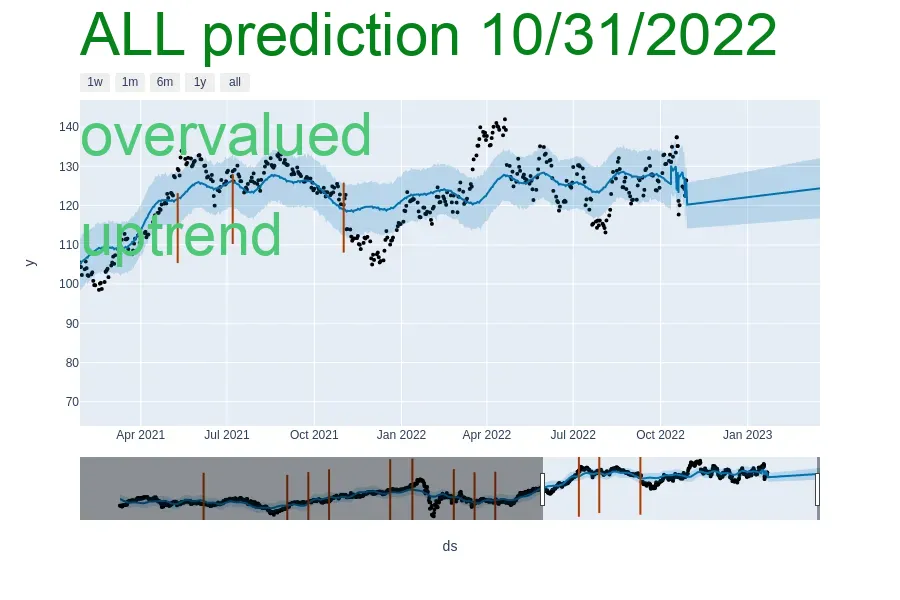 ALL prediction 10/31/2022
1w 1m 6m 1y all
overvalued
uptrend
140
130
120
110
100
90
80
70
y
Apr 2021 Jul 2021 Oct 2021 Jan 2022 Apr 2022 Jul 2022 Oct 2022 Jan 2023
ds